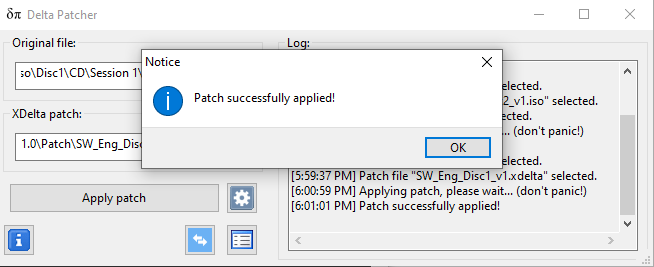 δπ Delta Patcher
Original file:
so\Disc1\CD\Session 1\
XDelta patch:
1.0\Patch\SW_Eng_Disc
Apply patch
Notice
Patch successfully applied!
OK
Log:
selected.
2_v1.iso" selected.
... (don't panic!)
selected.
[5:59:37 PM] Patch file "SW_Eng_Disc1_v1.xdelta" selected.
[6:00:59 PM] Applying patch, please wait... (don't panic!)
[6:01:01 PM] Patch successfully applied!